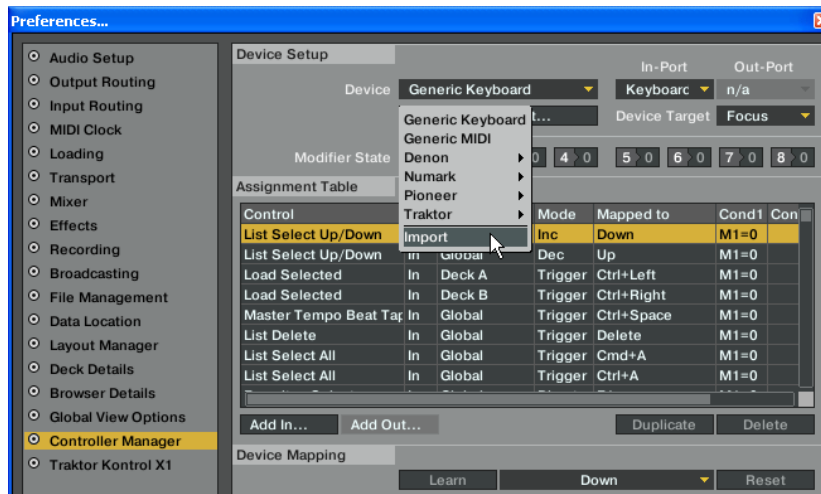 Preferences...
Audio Setup
Output Routing
Input Routing
MIDI Clock
Loading
Transport
Mixer
Effects
Recording
Broadcasting
File Management
Data Location
Layout Manager
Deck Details
Browser Details
Global View Options
Controller Manager
Traktor Kontrol X1
Device Setup
In-Port Out-Port
Device Generic Keyboard Keyboard n/a
t... Device Target Focus
Generic Keyboard
Generic MIDI
Denon
Numark
Pioneer
Traktor
Import
Modifier State 0 4 0 5 0 6 0 7 0 8 0
Assignment Table
Control Mode Mapped to Cond1 Con
List Select Up/Down Inc Down M1=0
List Select Up/Down In Global Dec Up M1=0
Load Selected In Deck A Trigger Ctrl+Left M1=0
Load Selected In Deck B Trigger Ctrl+Right M1=0
Master Tempo Beat Tap In Global Trigger Ctrl+Space M1=0
List Delete In Global Trigger Delete M1=0
List Select All In Global Trigger Cmd+A M1=0
List Select All In Global Trigger Ctrl+A M1=0
Add In... Add Out... Duplicate Delete
Device Mapping
Learn Down Reset